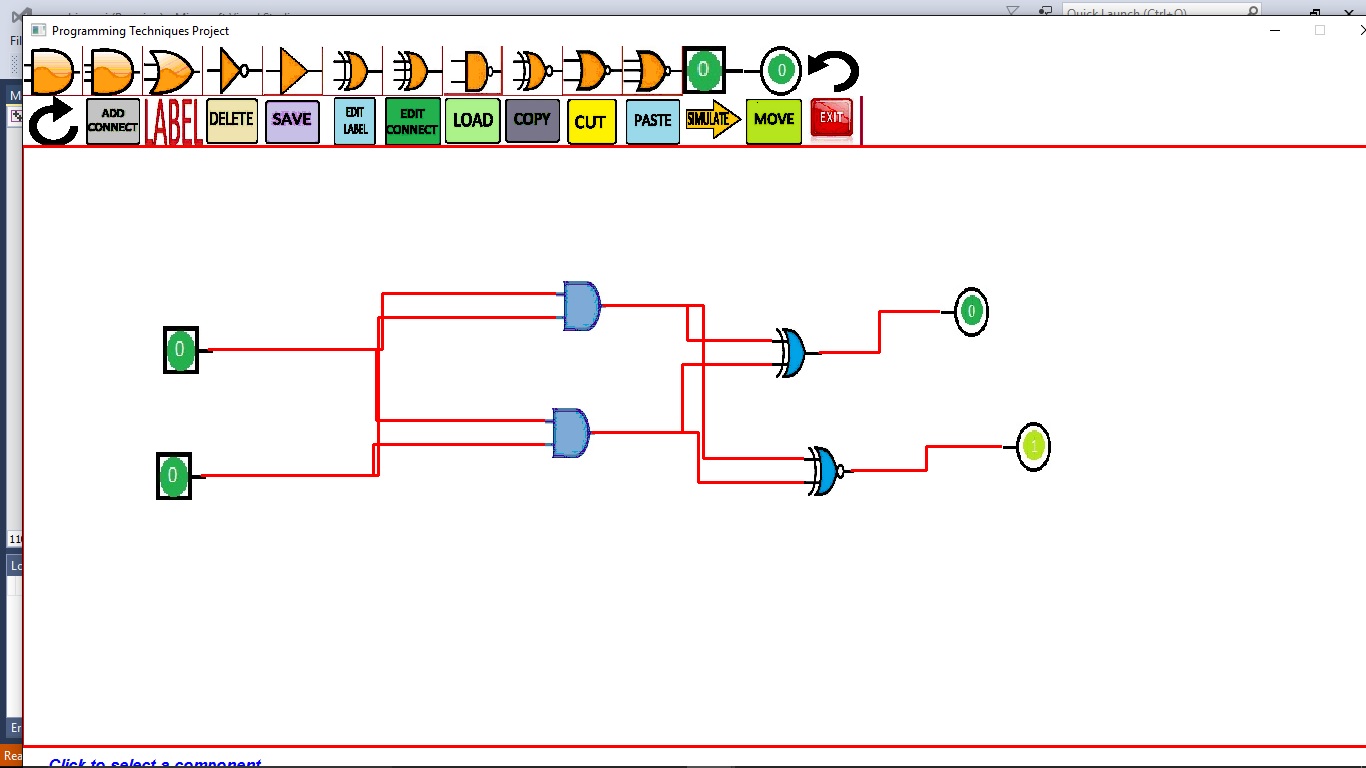 Quick Launch (Ctrl+Q)
Programming Techniques Project
Fil
0
0
M
ADD
CONNECT
LABEL
DELETE
SAVE
EDIT
LABEL
EDIT
CONNECT
LOAD
COPY
CUT
PASTE
SIMULATE
MOVE
EXIT
0
0
0
1
110
Lo
Er
Rea
Click to select a component